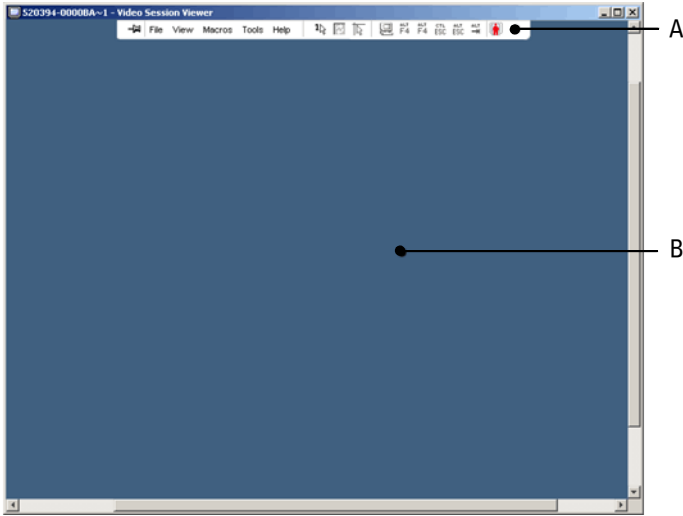 S20394-0000BA~1 - Video Session Viewer
File View Macros Tools Help ALT F4 ALT F4 CTL ESC ALT ESC ALT
A
B